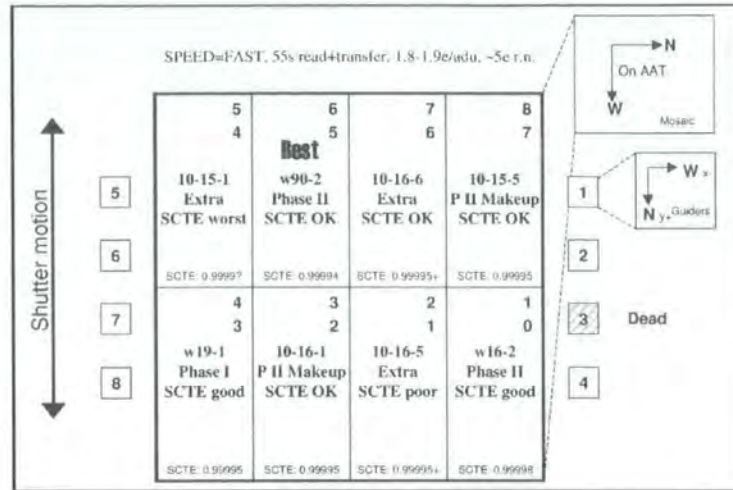 SPEED=FAST, 55s read+transfer, 1.8-1.9e/adu, ~5e r.n.
N
On AAT
W
Mosaic
W x
N y
Guiders
Shutter motion
5 6 7 8
4 5 6 7
Best
10-15-1 w90-2 10-16-6 10-15-5
Extra Phase II Extra P II Makeup
SCTE worst SCTE OK SCTE OK SCTE OK
SCTE: 0.99994 SCTE: 0.99995+ SCTE: 0.99995
4 3 2 1
3 2 1 0
w19-1 10-16-1 10-16-5 w16-2
Phase I P II Makeup Extra Phase II
SCTE good SCTE OK SCTE poor SCTE good
SCTE: 0.99995 SCTE: 0.99995 SCTE: 0.99995+ SCTE: 0.99998
5
6
7
8
1
2
3 Dead
4